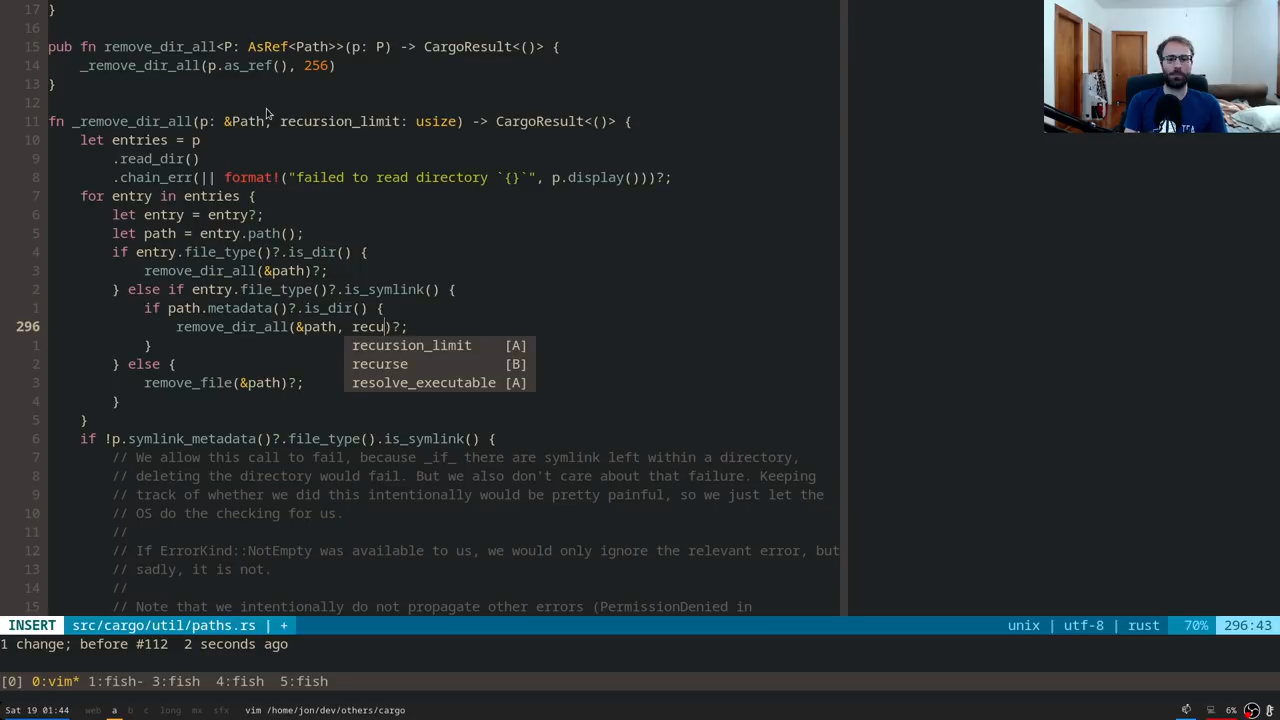 17 }
16
15 pub fn remove_dir_all<P: AsRef<Path>>(p: P) -> CargoResult<()> {
14     _remove_dir_all(p.as_ref(), 256)
13 }
12
11 fn _remove_dir_all(p: &Path, recursion_limit: usize) -> CargoResult<()> {
10     let entries = p
9         .read_dir()
8         .chain_err(|| format!("failed to read directory `{}`", p.display()))?;
7     for entry in entries {
6         let entry = entry?;
5         let path = entry.path();
4         if entry.file_type()?.is_dir() {
3             remove_dir_all(&path)?;
2         } else if entry.file_type()?.is_symlink() {
1             if path.metadata()?.is_dir() {
296                 remove_dir_all(&path, recu)?;
1             } recursion_limit [A]
2         } else { recurse [B]
3             remove_file(&path)?; resolve_executable [A]
4         }
5     }
6     if !p.symlink_metadata()?.file_type().is_symlink() {
7         // We allow this call to fail, because _if_ there are symlink left within a directory,
8         // deleting the directory would fail. But we also don't care about that failure. Keeping
9         // track of whether we did this intentionally would be pretty painful, so we just let the
10         // OS do the checking for us.
11         //
12         // If ErrorKind::NotEmpty was available to us, we would only ignore the relevant error, but
13         // sadly, it is not.
14         //
15         // Note that we intentionally do not propagate other errors (PermissionDenied in
INSERT src/cargo/util/paths.rs | + unix | utf-8 | rust 70% 296:43
1 change; before #112  2 seconds ago
[0] 0:vim* 1:fish- 3:fish  4:fish  5:fish
Sat 19 01:44 web a b c long mx sfx vim /home/jon/dev/others/cargo 6%